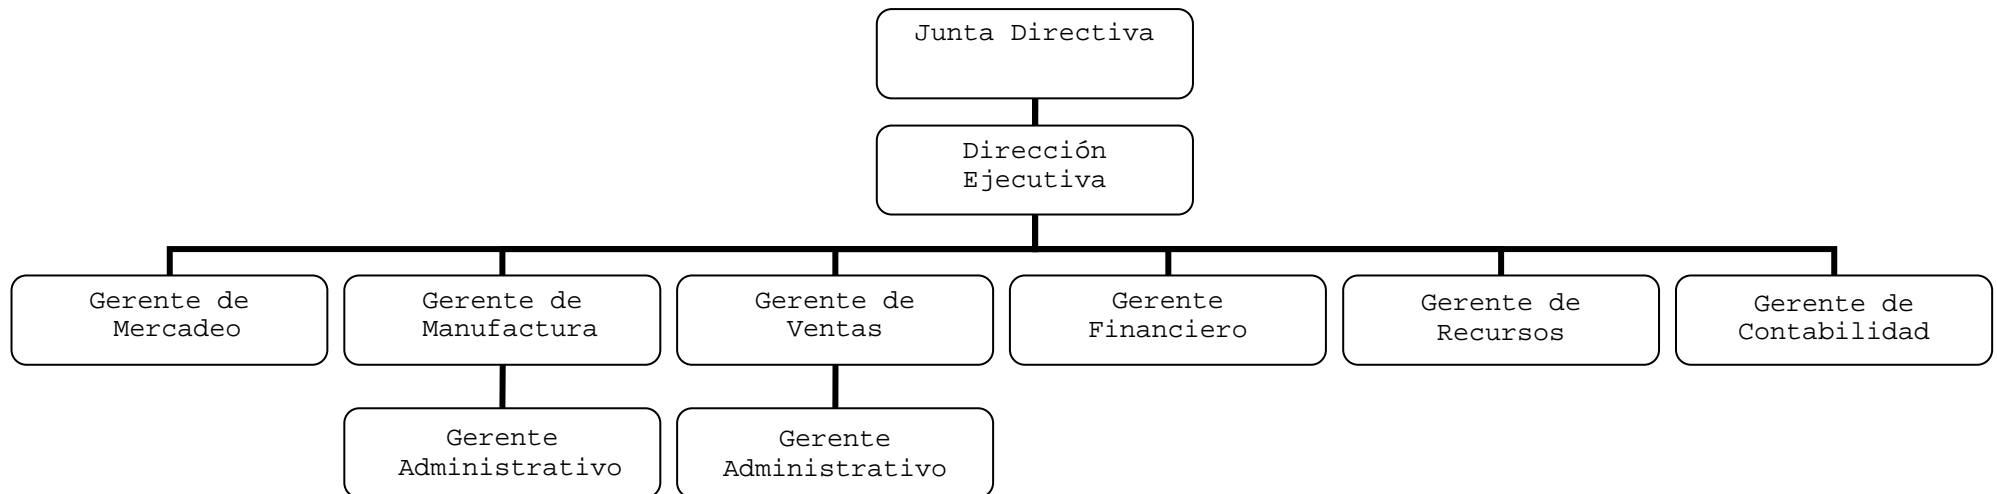 Junta Directiva
Dirección
Ejecutiva
Gerente de
Mercadeo
Gerente de
Manufactura
Gerente de
Ventas
Gerente
Financiero
Gerente de
Recursos
Gerente de
Contabilidad
Gerente
Administrativo
Gerente
Administrativo